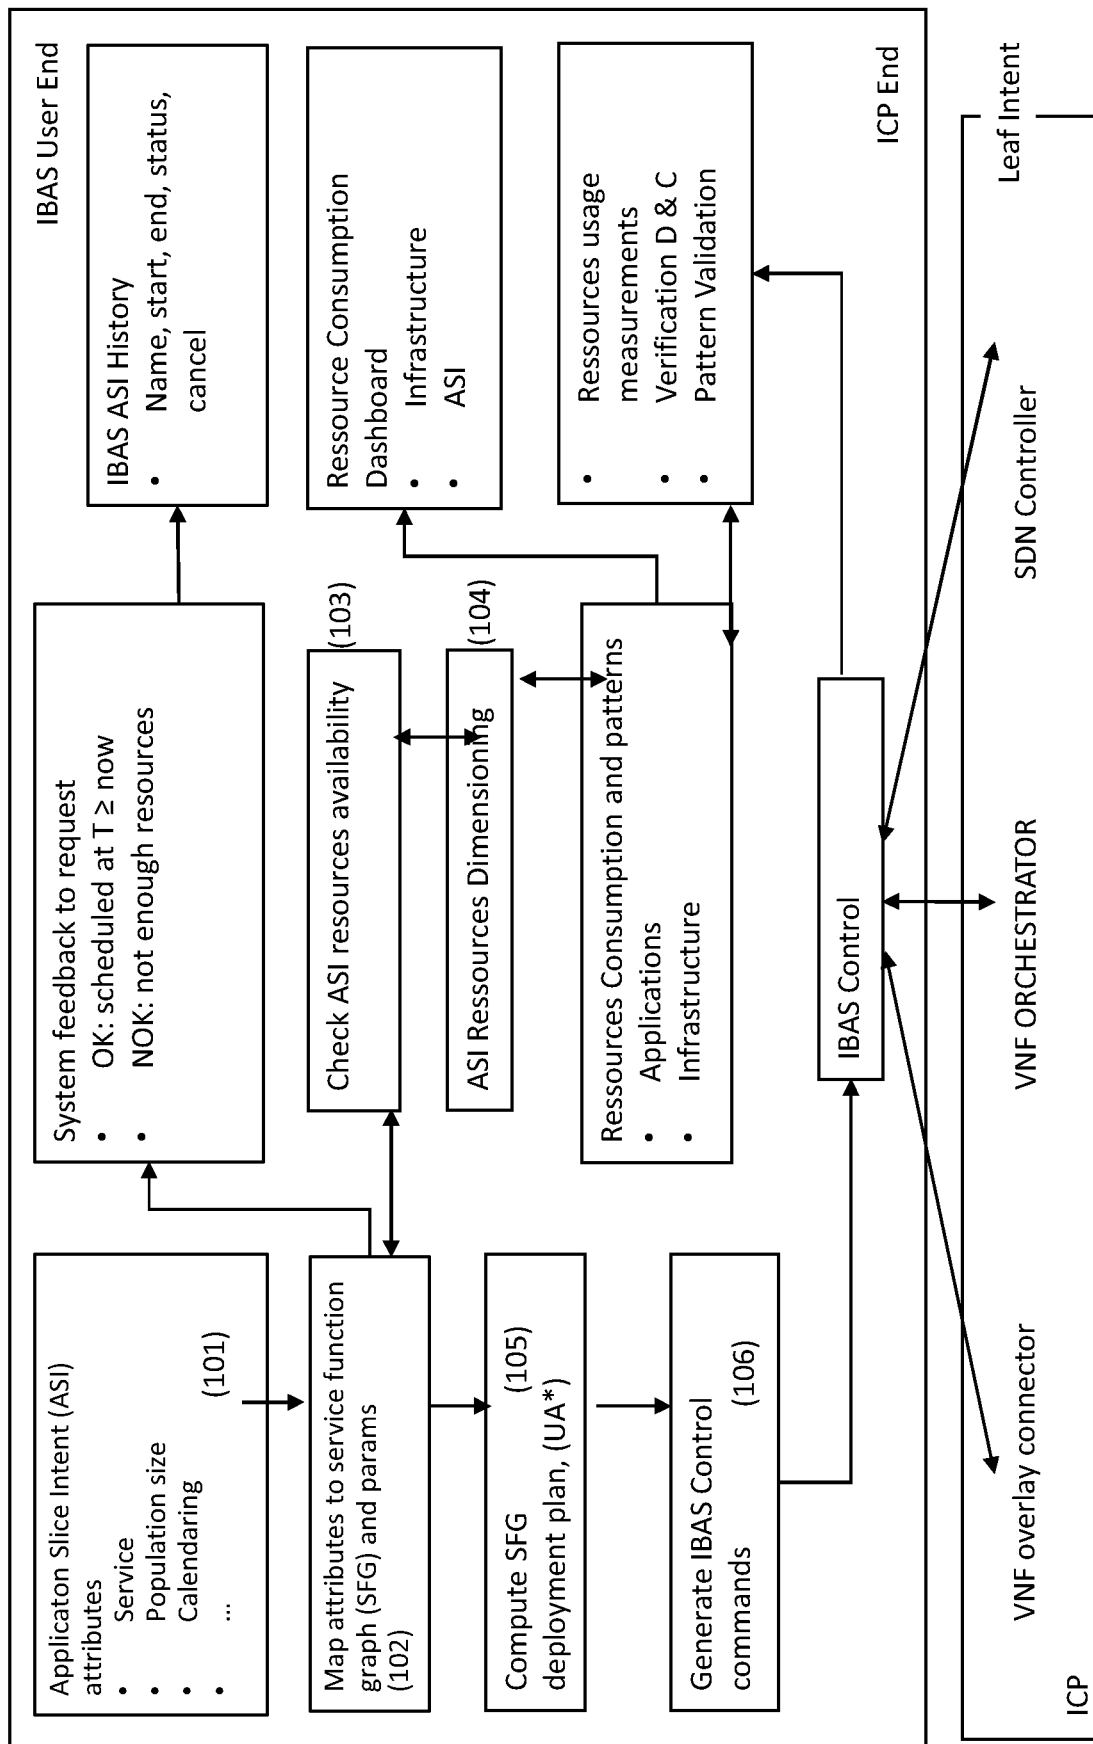 IBAS User End
Applicaton Slice Intent (ASI)
attributes
• Service
• Population size
• Calendaring
• ...
(101)
System feedback to request
• OK: scheduled at T ≥ now
• NOK: not enough resources
IBAS ASI History
• Name, start, end, status,
cancel
Map attributes to service function
graph (SFG) and params
(102)
Check ASI resources availability
(103)
ASI Ressources Dimensioning
(104)
Ressource Consumption
Dashboard
• Infrastructure
• ASI
Compute SFG
(105)
deployment plan, (UA*)
Ressources Consumption and patterns
• Applications
• Infrastructure
• Ressources usage
measurements
• Verification D & C
• Pattern Validation
Generate IBAS Control
commands
(106)
IBAS Control
ICP End
Leaf Intent
VNF overlay connector
VNF ORCHESTRATOR
SDN Controller
ICP